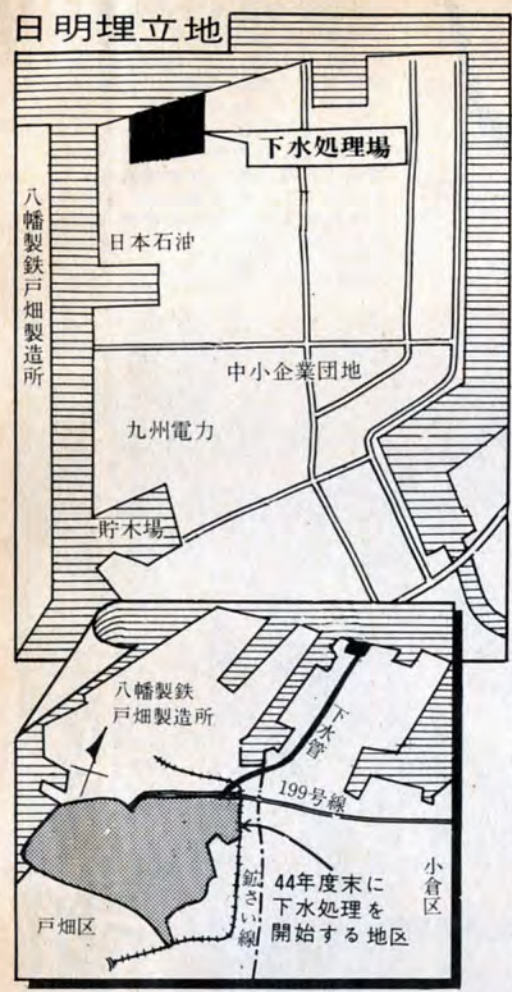 日明埋立地
下水処理場
八幡製鉄戸畑製造所
日本石油
中小企業団地
九州電力
貯木場
八幡製鉄
戸畑製造所
下水管
199号線
鉱さい線
44年度末に
下水処理を
開始する地区
小倉区
戸畑区